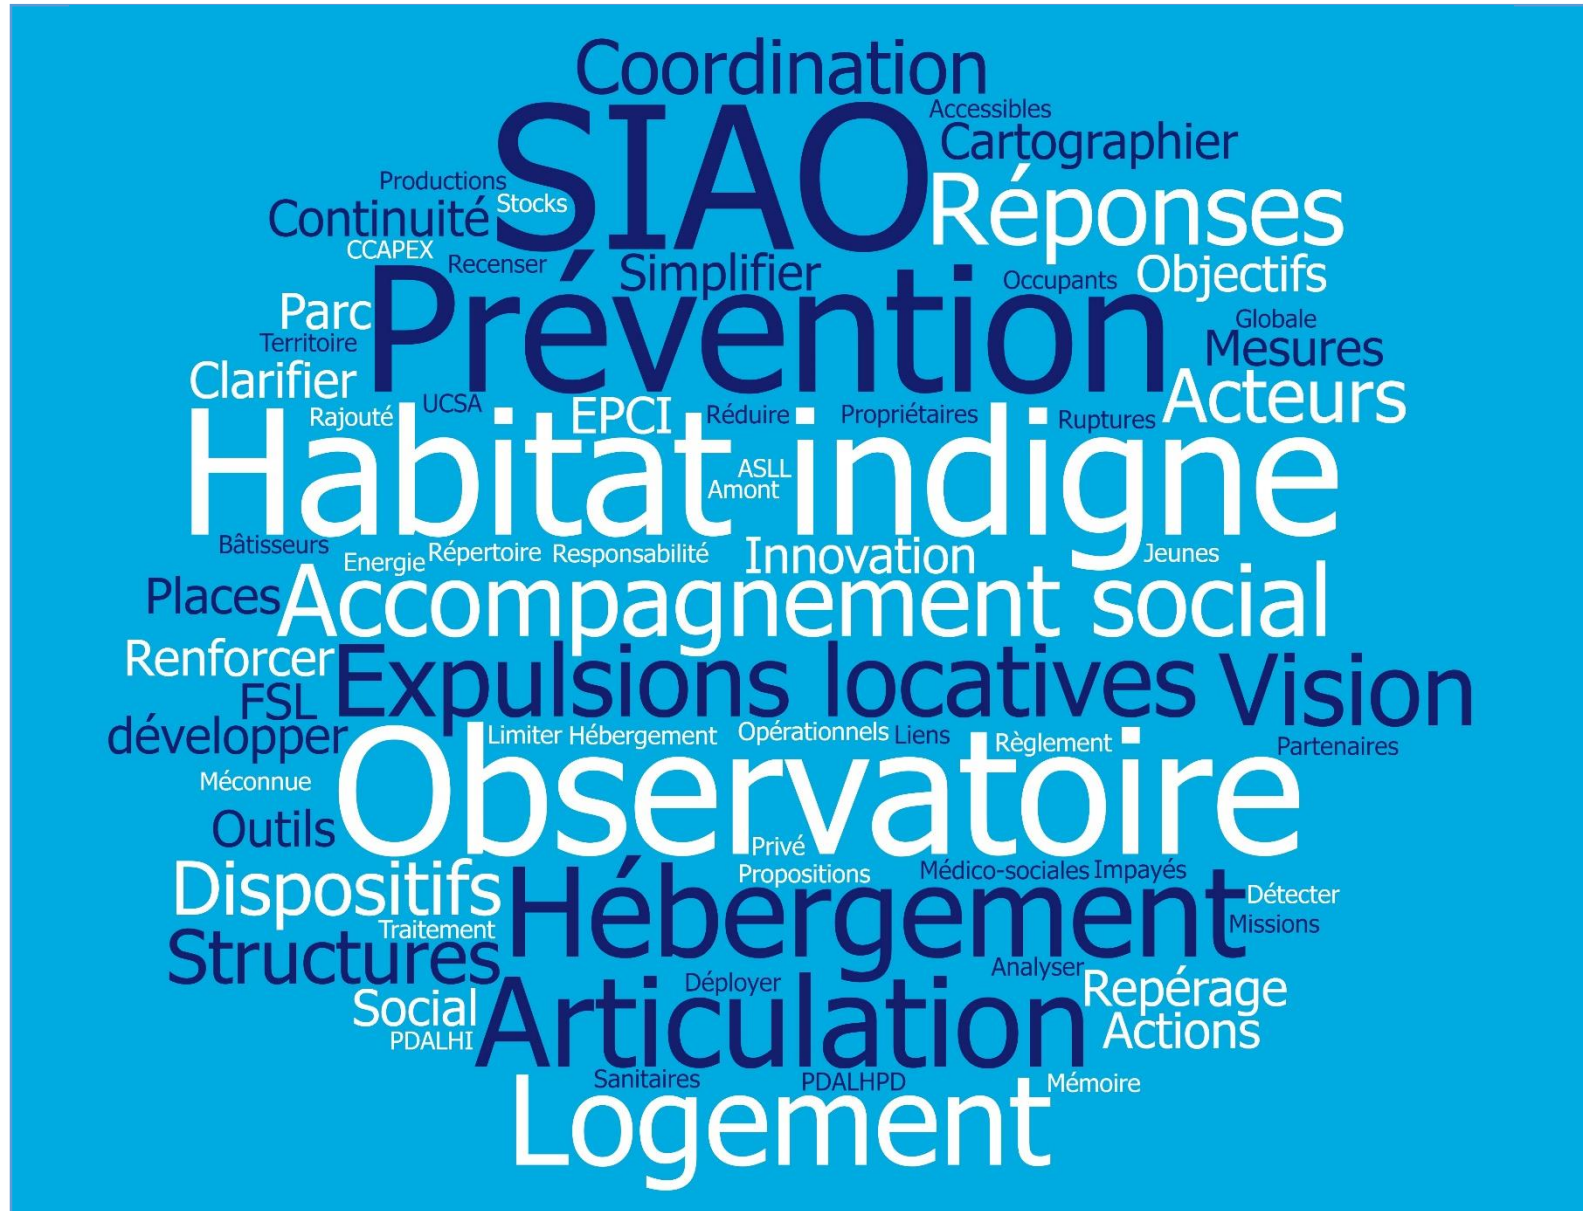 Coordination
SIAO
Accessibles
Cartographier
Productions
Stocks
Continuité
Réponses
CCAPEX
Recenser
Simplifier
Occupants
Objectifs
Prévention
Parc
Territoire
Globale
Mesures
Clarifier
Acteurs
Rajouté
UCSA
EPCI
Réduire
Propriétaires
Ruptures
Habitat indigne
ASLL
Amont
Bâtisseurs
Energie
Répertoire
Responsabilité
Innovation
Jeunes
Places
Accompagnement social
Renforcer
Expulsions locatives
Vision
FSL
développer
Limiter
Hébergement
Opérationnels
Liens
Règlement
Partenaires
Méconnue
Observatoire
Outils
Privé
Propositions
Médico-sociales
Impayés
Dispositifs
Hébergement
Détecter
Missions
Traitement
Structures
Analyser
Déployer
Repérage
Social
Articulation
Actions
PDALHI
Sanitaires
PDALHPD
Mémoire
Logement